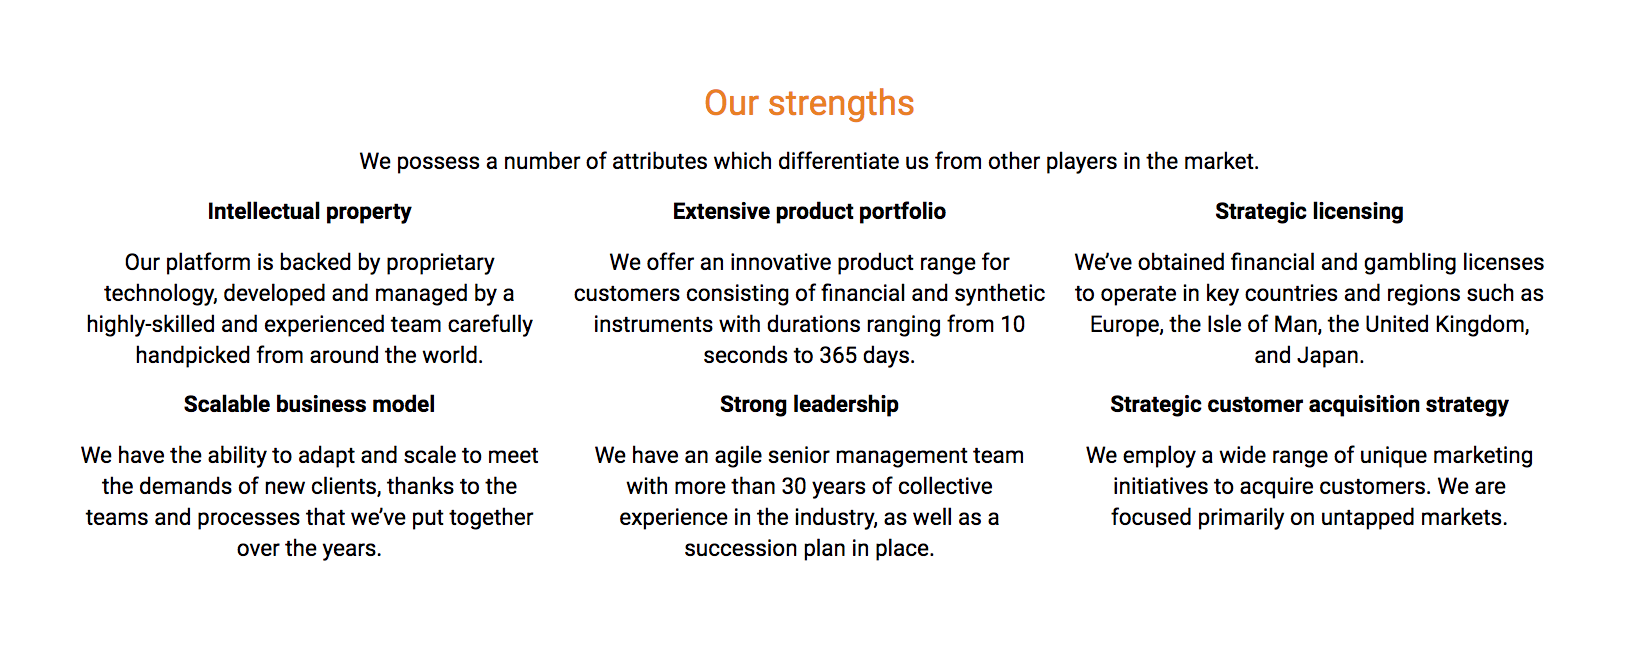 Our strengths
We possess a number of attributes which differentiate us from other players in the market.
Intellectual property
Our platform is backed by proprietary
technology, developed and managed by a
highly-skilled and experienced team carefully
handpicked from around the world.
Extensive product portfolio
We offer an innovative product range for
customers consisting of financial and synthetic
instruments with durations ranging from 10
seconds to 365 days.
Strategic licensing
We’ve obtained financial and gambling licenses
to operate in key countries and regions such as
Europe, the Isle of Man, the United Kingdom,
and Japan.
Scalable business model
We have the ability to adapt and scale to meet
the demands of new clients, thanks to the
teams and processes that we’ve put together
over the years.
Strong leadership
We have an agile senior management team
with more than 30 years of collective
experience in the industry, as well as a
succession plan in place.
Strategic customer acquisition strategy
We employ a wide range of unique marketing
initiatives to acquire customers. We are
focused primarily on untapped markets.